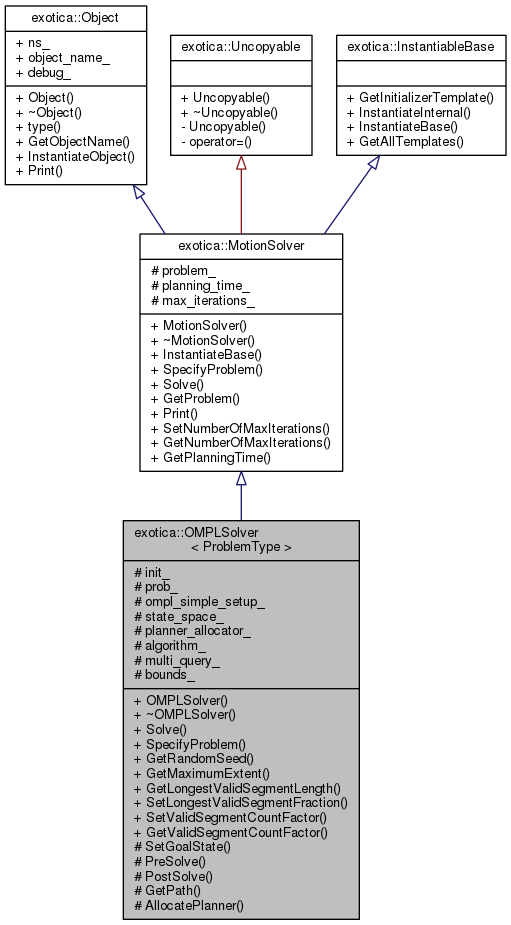 exotica::Object
+ ns_
+ object_name_
+ debug_
+ Object()
+ ~Object()
+ type()
+ GetObjectName()
+ InstantiateObject()
+ Print()
exotica::Uncopyable
+ Uncopyable()
+ ~Uncopyable()
- Uncopyable()
- operator=()
exotica::InstantiableBase
+ GetInitializerTemplate()
+ InstantiateInternal()
+ InstantiateBase()
+ GetAllTemplates()
exotica::MotionSolver
# problem_
# planning_time_
# max_iterations_
+ MotionSolver()
+ ~MotionSolver()
+ InstantiateBase()
+ SpecifyProblem()
+ Solve()
+ GetProblem()
+ Print()
+ SetNumberOfMaxIterations()
+ GetNumberOfMaxIterations()
+ GetPlanningTime()
exotica::OMPLSolver
< ProblemType >
# init_
# prob_
# ompl_simple_setup_
# state_space_
# planner_allocator_
# algorithm_
# multi_query_
# bounds_
+ OMPLSolver()
+ ~OMPLSolver()
+ Solve()
+ SpecifyProblem()
+ GetRandomSeed()
+ GetMaximumExtent()
+ GetLongestValidSegmentLength()
+ SetLongestValidSegmentFraction()
+ SetValidSegmentCountFactor()
+ GetValidSegmentCountFactor()
# SetGoalState()
# PreSolve()
# PostSolve()
# GetPath()
# AllocatePlanner()